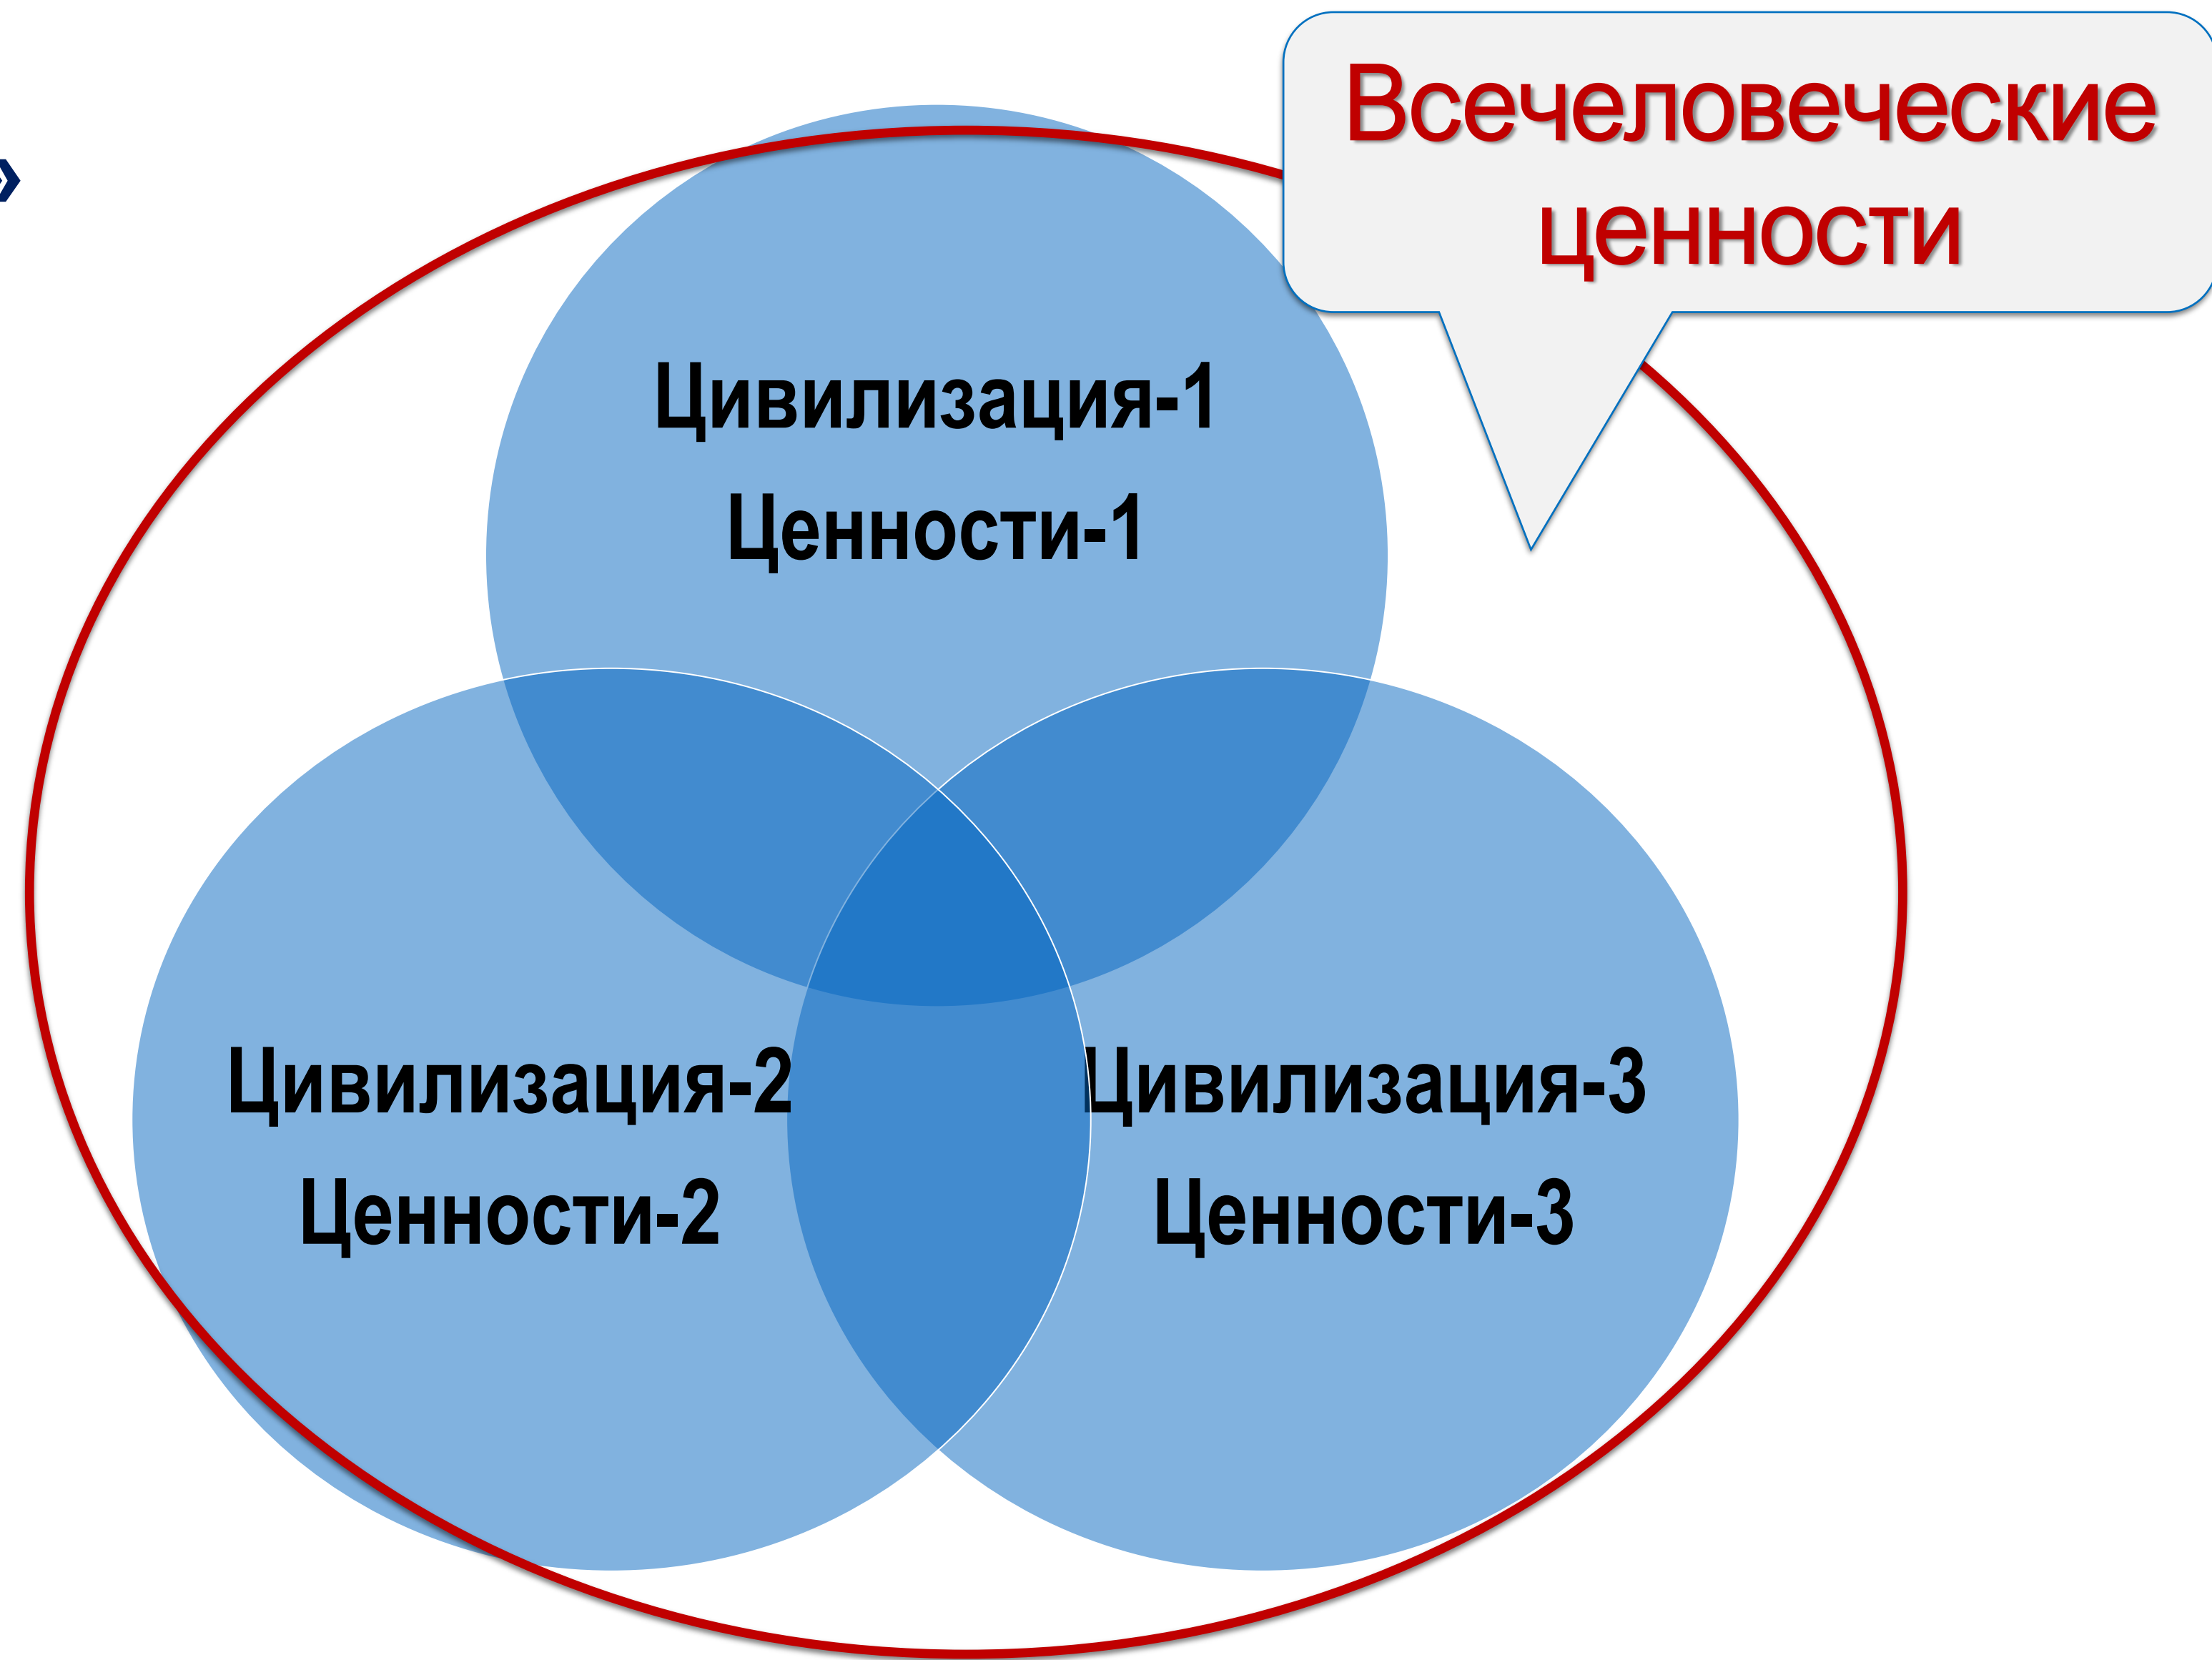 »
Всечеловеческие
ценности
Цивилизация-1
Ценности-1
Цивилизация-2
Ценности-2
Цивилизация-3
Ценности-3